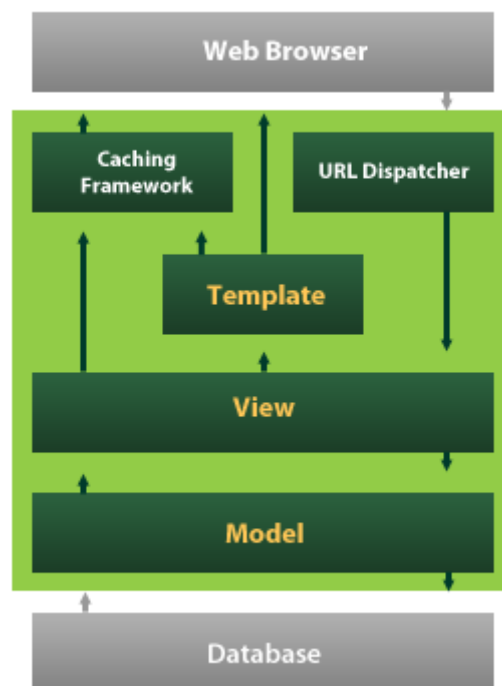 Web Browser
Caching
Framework
URL Dispatcher
Template
View
Model
Database